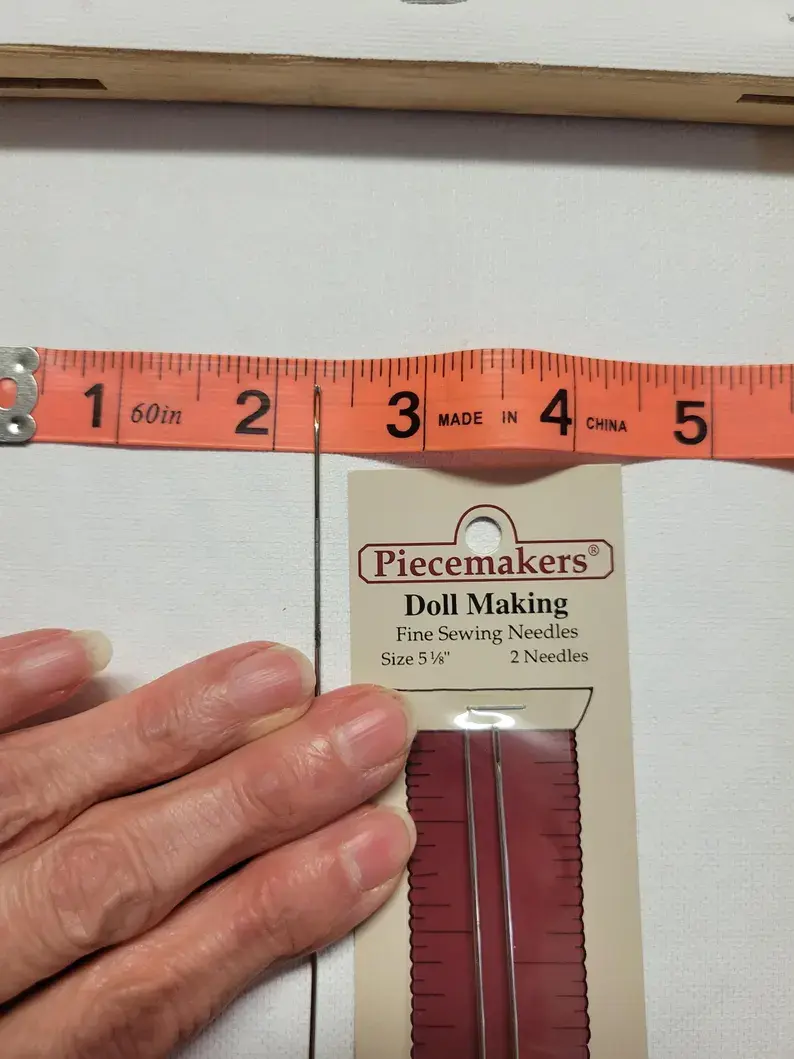 1 60in 2 3 MADE IN 4 CHINA 5
Piecemakers®
Doll Making
Fine Sewing Needles
Size 5 ⅛" 2 Needles